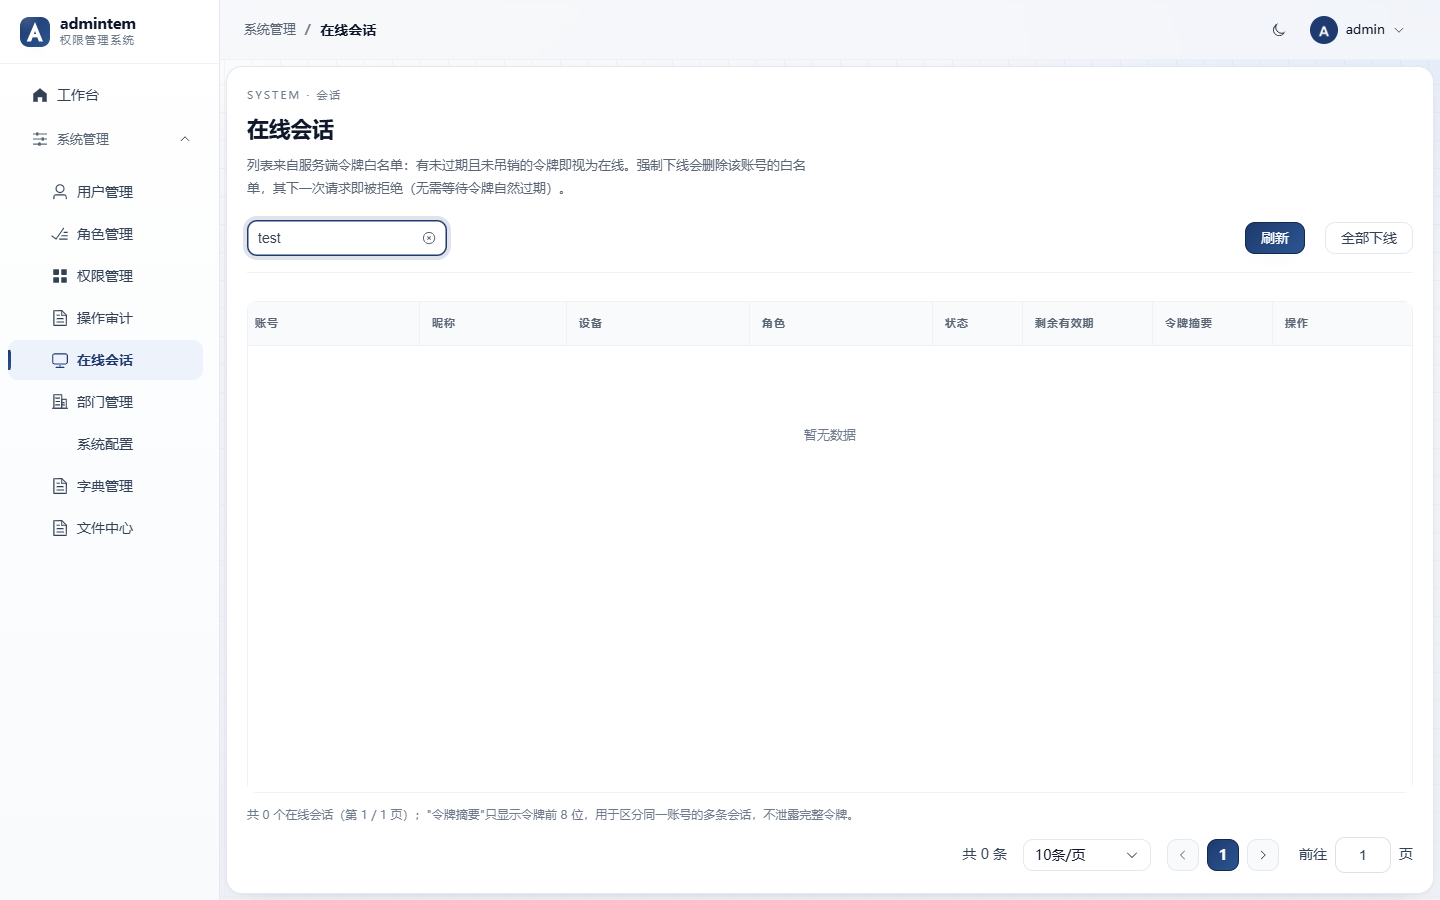 admintem
权限管理系统
系统管理 / 在线会话
A admin
工作台
系统管理
用户管理
角色管理
权限管理
操作审计
在线会话
部门管理
系统配置
字典管理
文件中心
SYSTEM · 会话
在线会话
列表来自服务端令牌白名单：有未过期且未吊销的令牌即视为在线。强制下线会删除该账号的白名
单，其下一次请求即被拒绝（无需等待令牌自然过期）。
test
刷新 全部下线
账号 昵称 设备 角色 状态 剩余有效期 令牌摘要 操作
暂无数据
共 0 个在线会话（第 1 / 1 页）；"令牌摘要"只显示令牌前 8 位，用于区分同一账号的多条会话，不泄露完整令牌。
共 0 条 10条/页 1 前往 1 页